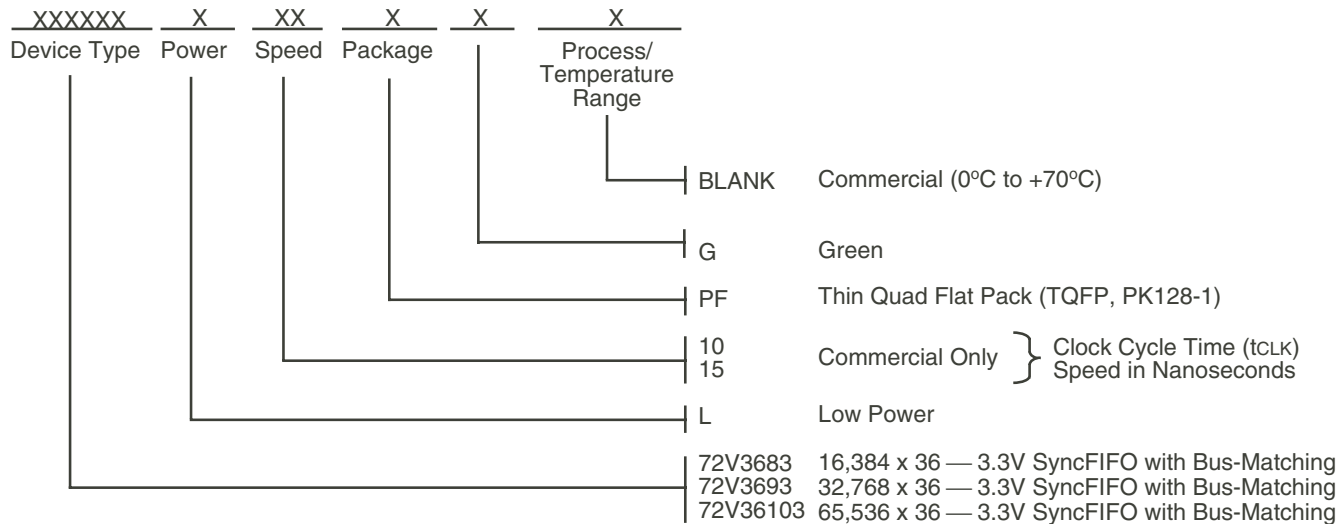 XXXXXX X XX X X X
Device Type Power Speed Package Process/
Temperature
Range
BLANK Commercial (0°C to +70°C)
G Green
PF Thin Quad Flat Pack (TQFP, PK128-1)
10
15
Commercial Only } Clock Cycle Time (tCLK)
Speed in Nanoseconds
L Low Power
72V3683 16,384 x 36 — 3.3V SyncFIFO with Bus-Matching
72V3693 32,768 x 36 — 3.3V SyncFIFO with Bus-Matching
72V36103 65,536 x 36 — 3.3V SyncFIFO with Bus-Matching